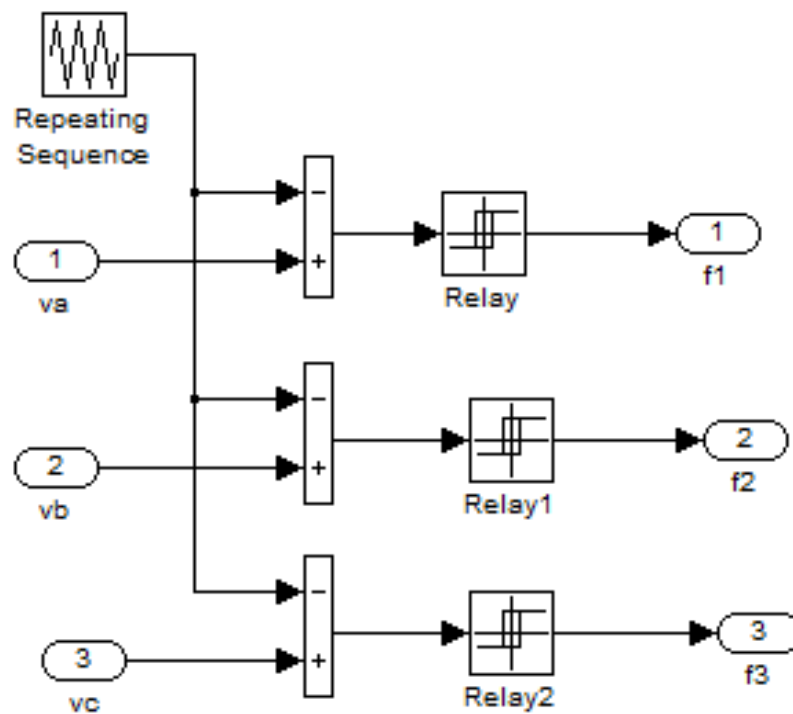 Repeating
Sequence
−
1
+
1
va
Relay
f1
−
2
+
2
vb
Relay1
f2
−
3
+
3
vc
Relay2
f3